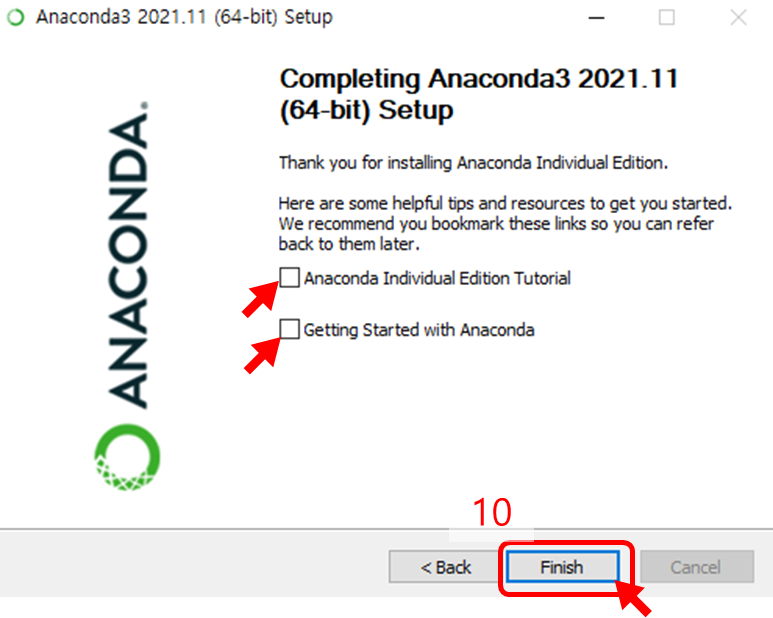 Anaconda3 2021.11 (64-bit) Setup
Completing Anaconda3 2021.11
(64-bit) Setup
Thank you for installing Anaconda Individual Edition.
Here are some helpful tips and resources to get you started.
We recommend you bookmark these links so you can refer
back to them later.
Anaconda Individual Edition Tutorial
Getting Started with Anaconda
ANACONDA.
10
< Back
Finish
Cancel